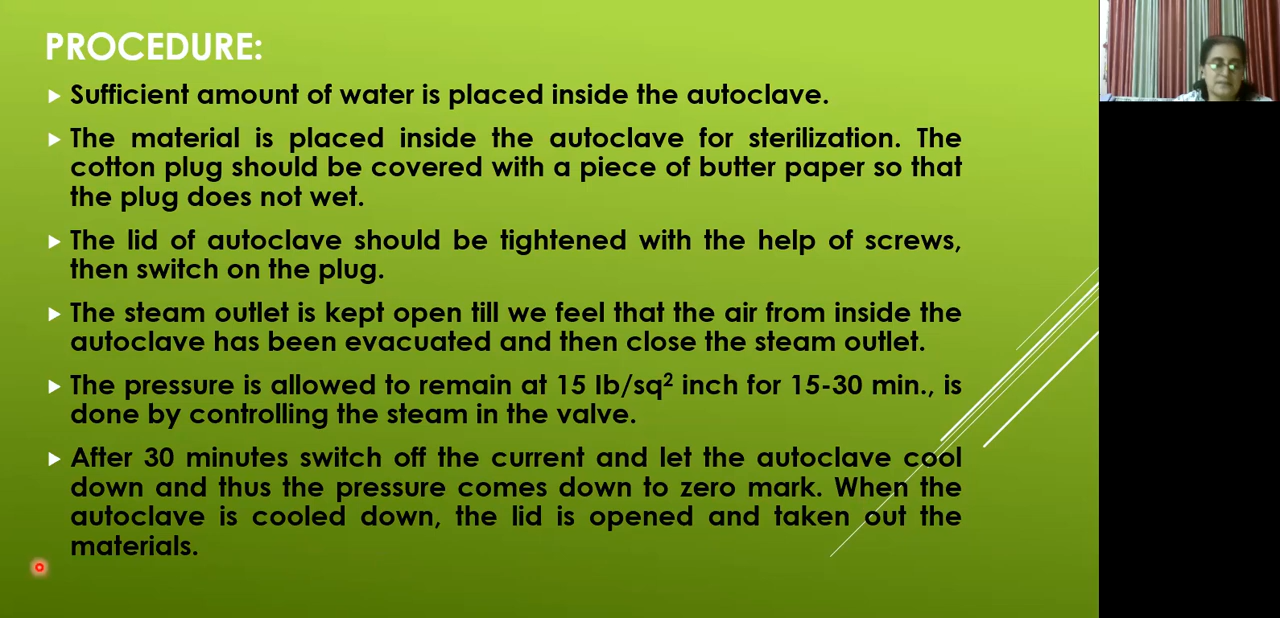 PROCEDURE:
Sufficient amount of water is placed inside the autoclave.
The material is placed inside the autoclave for sterilization. The
cotton plug should be covered with a piece of butter paper so that
the plug does not wet.
The lid of autoclave should be tightened with the help of screws,
then switch on the plug.
The steam outlet is kept open till we feel that the air from inside the
autoclave has been evacuated and then close the steam outlet.
The pressure is allowed to remain at 15 lb/sq² inch for 15-30 min., is
done by controlling the steam in the valve.
After 30 minutes switch off the current and let the autoclave cool
down and thus the pressure comes down to zero mark. When the
autoclave is cooled down, the lid is opened and taken out the
materials.